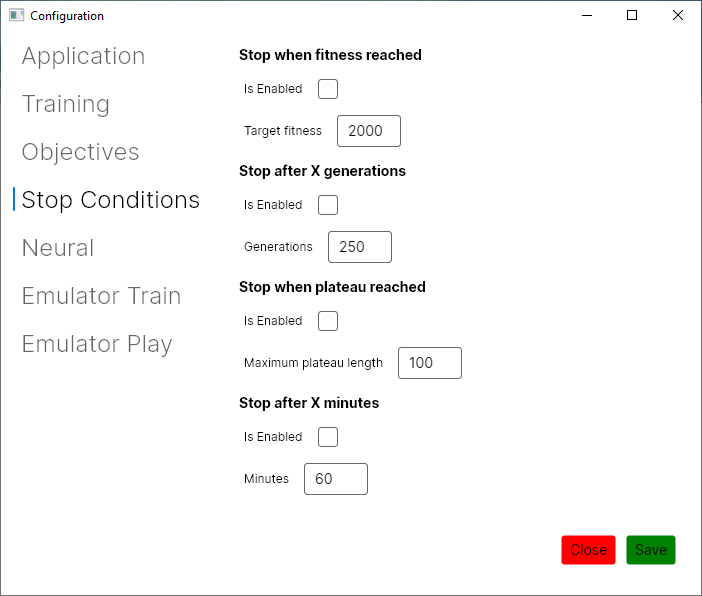 Configuration
Application
Training
Objectives
Stop Conditions
Neural
Emulator Train
Emulator Play
Stop when fitness reached
Is Enabled
Target fitness 2000
Stop after X generations
Is Enabled
Generations 250
Stop when plateau reached
Is Enabled
Maximum plateau length 100
Stop after X minutes
Is Enabled
Minutes 60
Close Save